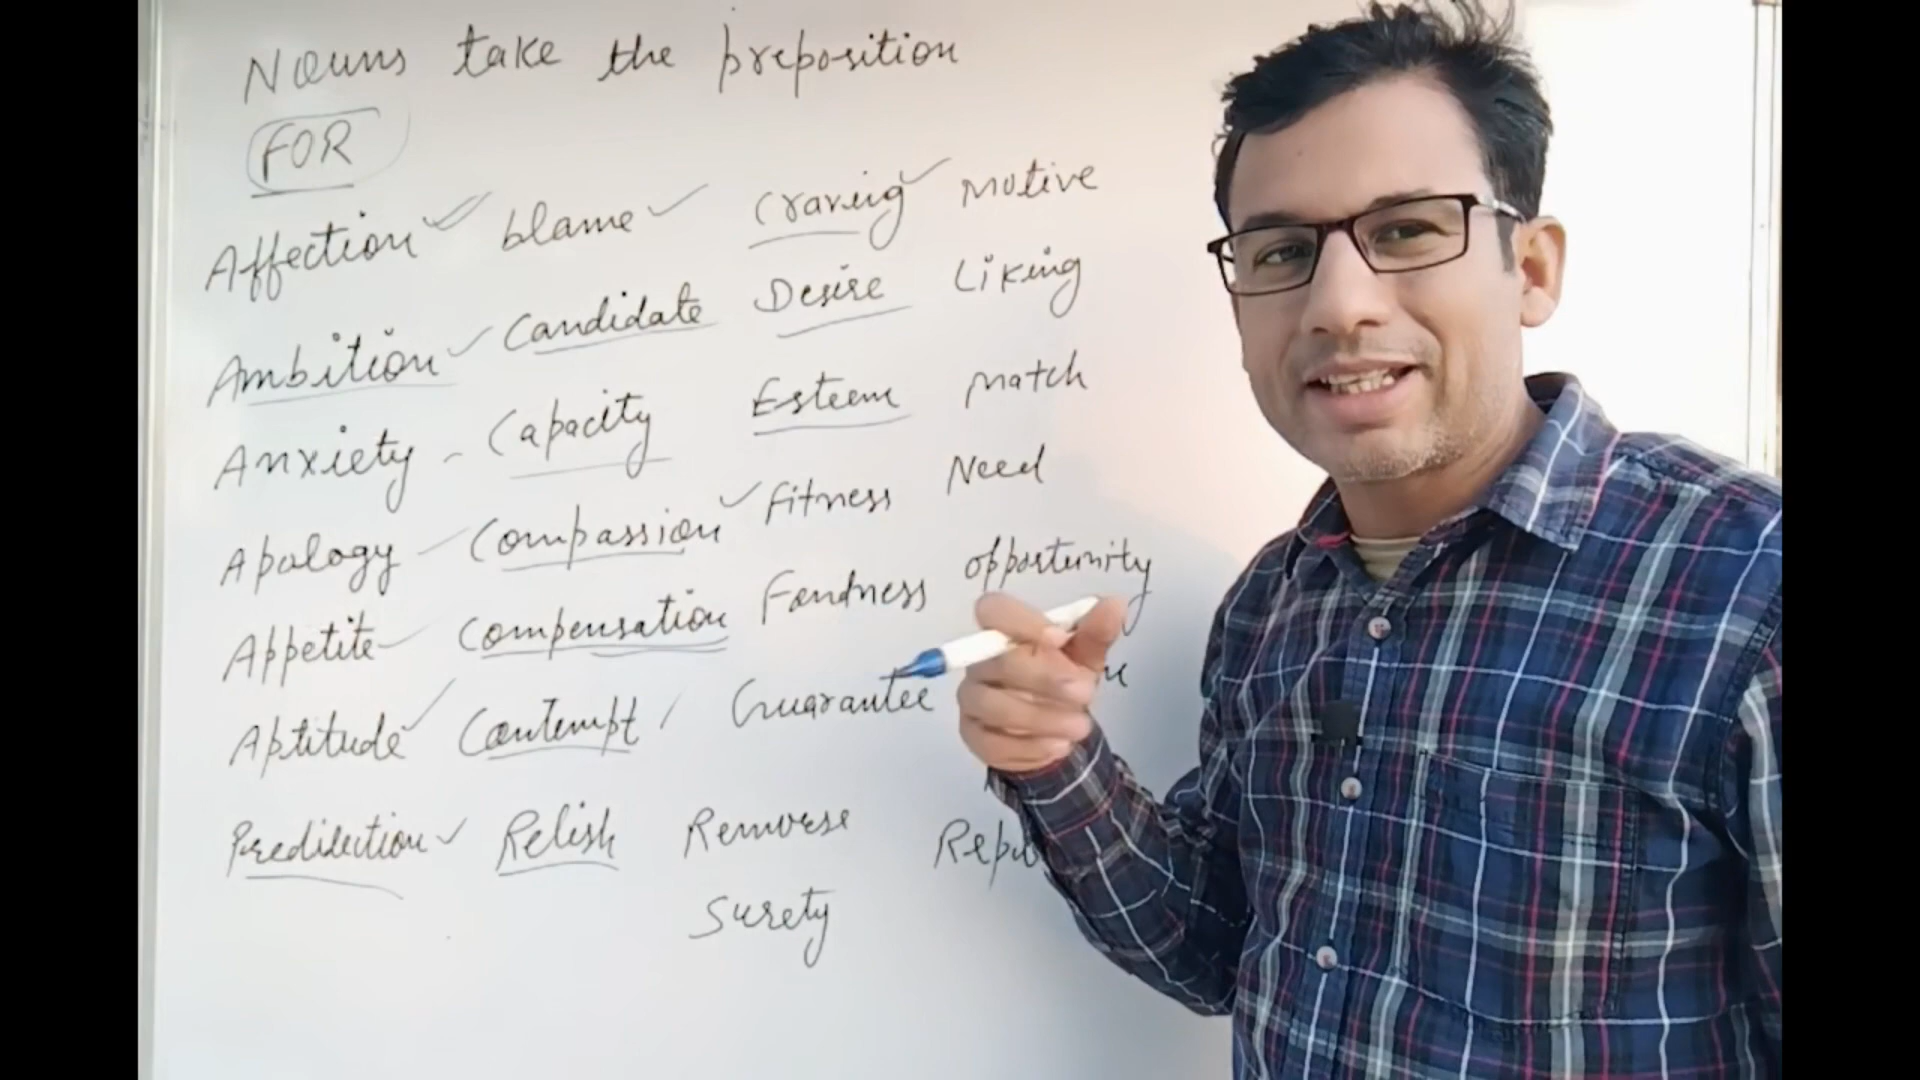 Nouns take the preposition
FOR
Affection blame Craving Motive
Ambition Candidate Desire Liking
Anxiety - Capacity Esteem Match
Apology Compassion Fitness Need
Appetite Compensation Fondness opportunity
Aptitude Contempt / Guarantee
Predilection Relish Remorse
Surety